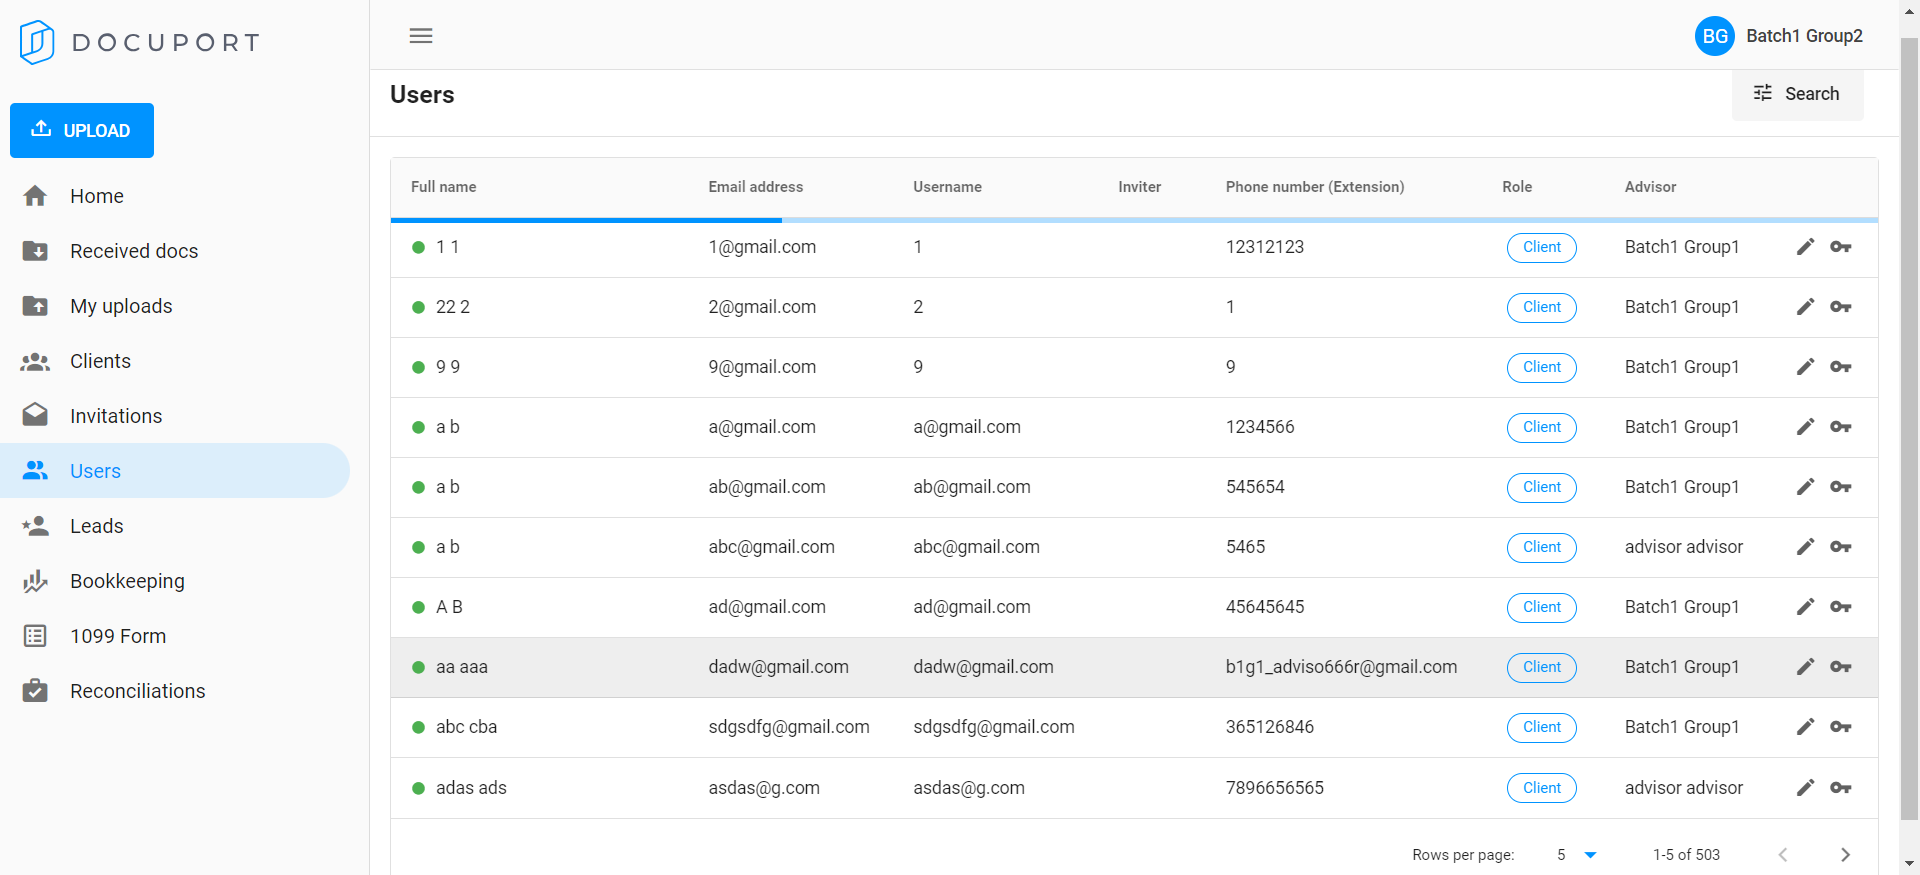 DOCUPORT
Batch1 Group2
BG
UPLOAD
Home
Received docs
My uploads
Clients
Invitations
Users
Leads
Bookkeeping
1099 Form
Reconciliations
Users
Search
Full name Email address Username Inviter Phone number (Extension) Role Advisor
1 1 1@gmail.com 1 12312123 Client Batch1 Group1
22 2 2@gmail.com 2 1 Client Batch1 Group1
9 9 9@gmail.com 9 9 Client Batch1 Group1
a b a@gmail.com a@gmail.com 1234566 Client Batch1 Group1
a b ab@gmail.com ab@gmail.com 545654 Client Batch1 Group1
a b abc@gmail.com abc@gmail.com 5465 Client advisor advisor
A B ad@gmail.com ad@gmail.com 45645645 Client Batch1 Group1
aa aaa dadw@gmail.com dadw@gmail.com b1g1_adviso666r@gmail.com Client Batch1 Group1
abc cba sdgsdfg@gmail.com sdgsdfg@gmail.com 365126846 Client Batch1 Group1
adas ads asdas@g.com asdas@g.com 7896656565 Client advisor advisor
Rows per page: 5 1-5 of 503